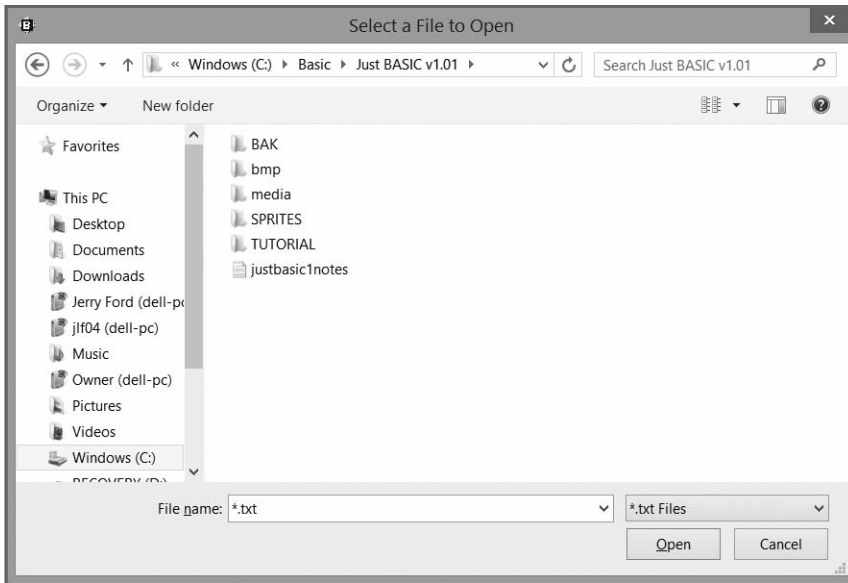 Select a File to Open
« Windows (C:) Basic Just BASIC v1.01
Search Just BASIC v1.01
Organize
New folder
Favorites
This PC
Desktop
Documents
Downloads
Jerry Ford (dell-pc
jlf04 (dell-pc)
Music
Owner (dell-pc)
Pictures
Videos
Windows (C:)
RECOVERY (D:)
BAK
bmp
media
SPRITES
TUTORIAL
justbasic1notes
File name: *.txt
*.txt Files
Open
Cancel